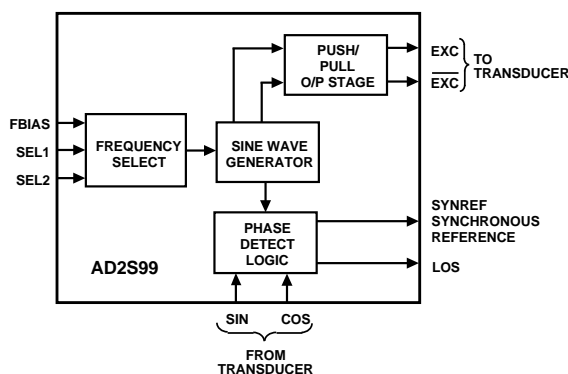 PUSH/
PULL
O/P STAGE
EXC
EXC
TO
TRANSDUCER
FBIAS
SEL1
SEL2
FREQUENCY
SELECT
SINE WAVE
GENERATOR
PHASE
DETECT
LOGIC
SYNREF
SYNCHRONOUS
REFERENCE
LOS
AD2S99
SIN COS
FROM
TRANSDUCER